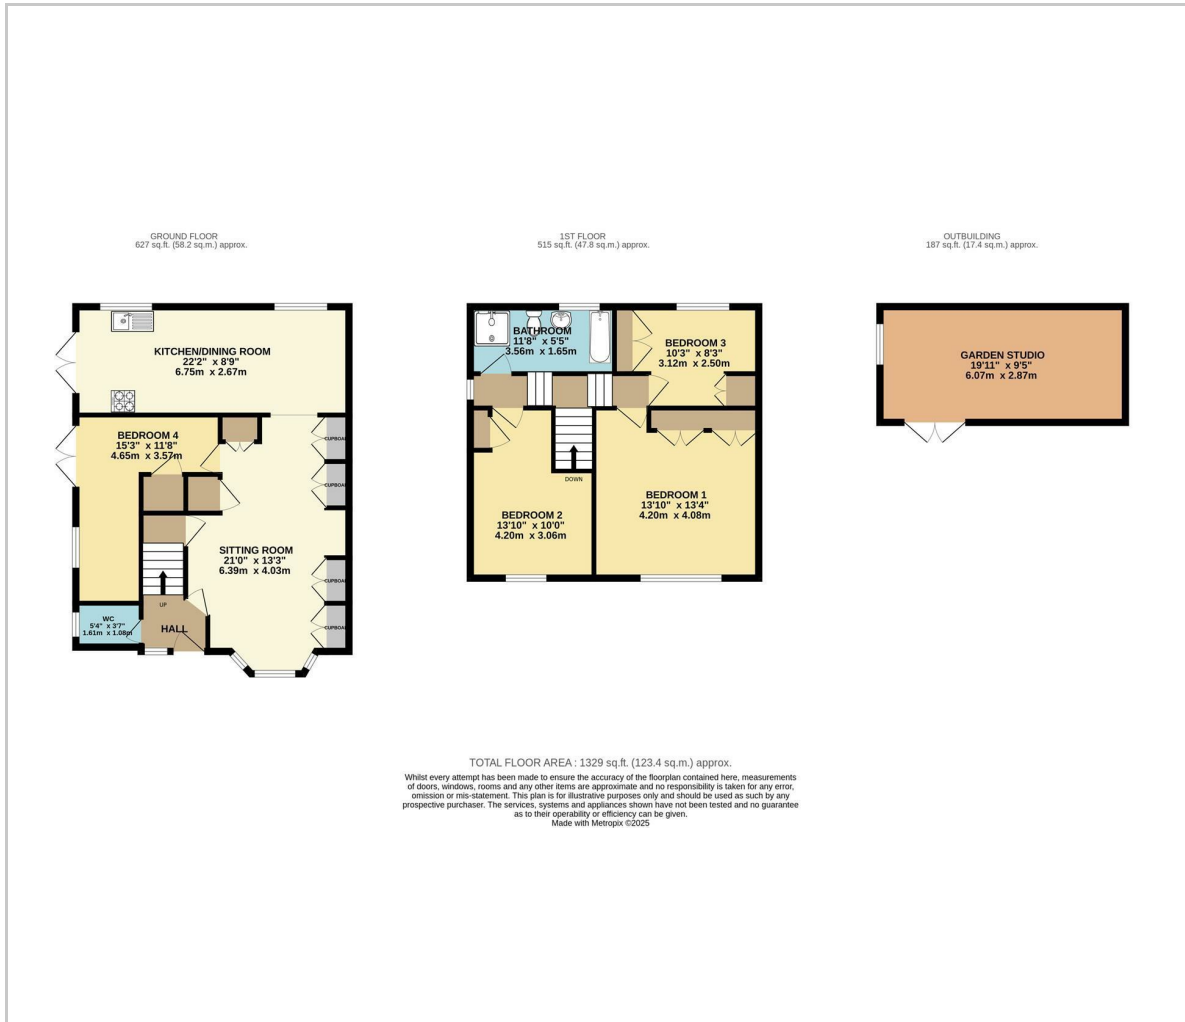 GROUND FLOOR
627 sq.ft. (58.2 sq.m.) approx.
1ST FLOOR
515 sq.ft. (47.8 sq.m.) approx.
OUTBUILDING
187 sq.ft. (17.4 sq.m.) approx.
KITCHEN/DINING ROOM
22'2" x 8'9"
6.75m x 2.67m
BEDROOM 4
15'3" x 11'8"
4.65m x 3.57m
CUPBOA
CUPBOA
SITTING ROOM
21'0" x 13'3"
6.39m x 4.03m
CUPBOA
CUPBOA
UP
HALL
WC
5'4" x 3'7"
1.61m x 1.08m
BATHROOM
11'8" x 5'5"
3.56m x 1.65m
BEDROOM 3
10'3" x 8'3"
3.12m x 2.50m
DOWN
BEDROOM 1
13'10" x 13'4"
4.20m x 4.08m
BEDROOM 2
13'10" x 10'0"
4.20m x 3.06m
GARDEN STUDIO
19'11" x 9'5"
6.07m x 2.87m
TOTAL FLOOR AREA : 1329 sq.ft. (123.4 sq.m.) approx.
Whilst every attempt has been made to ensure the accuracy of the floorplan contained here, measurements
of doors, windows, rooms and any other items are approximate and no responsibility is taken for any error,
omission or mis-statement. This plan is for illustrative purposes only and should be used as such by any
prospective purchaser. The services, systems and appliances shown have not been tested and no guarantee
as to their operability or efficiency can be given.
Made with Metropix ©2025